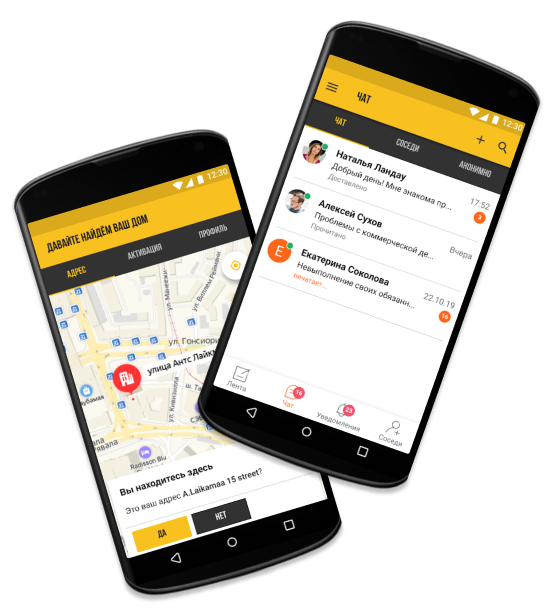 12:30
ДАВАЙТЕ НАЙДЁМ ВАШ ДОМ
АДРЕС
АКТИВАЦИЯ
ПРОФИЛЬ
ул. Гонсиори
улица Антс Лайк
ул. Кивисилла
Radisson Blu
Вы находитесь здесь
Это ваш адрес A.Laikamaa 15 street?
ДА
НЕТ
12:30
ЧАТ
ЧАТ
СОСЕДИ
АНОНИМНО
Наталья Ландау
17:52
Добрый день! Мне знакома пр...
3
Доставлено
Алексей Сухов
Вчера
Проблемы с коммерческой де...
Прочитано
E
Екатерина Соколова
22.10.19
Невыполнение своих обязанн...
16
печатает...
Лента
16
Чат
23
Уведомления
Соседи